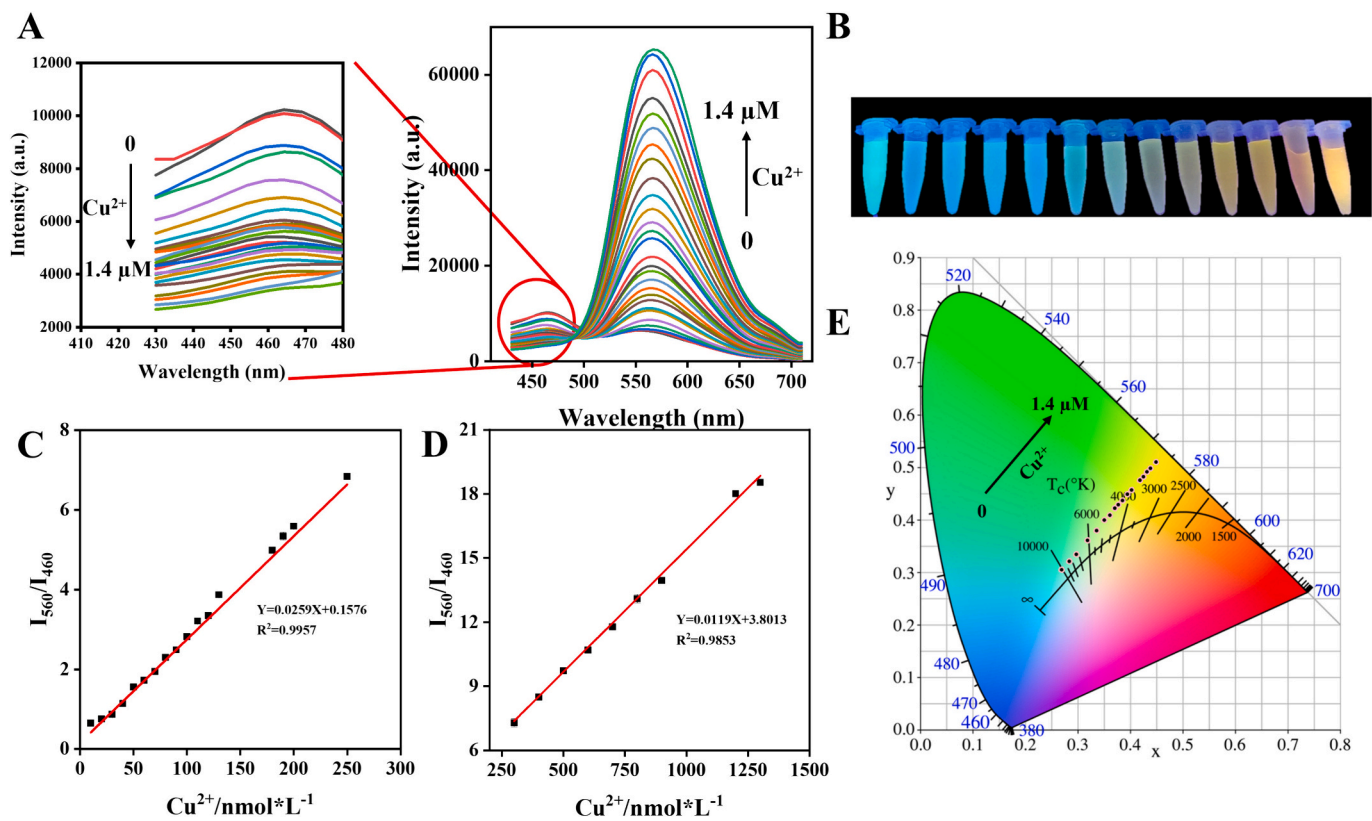 A
12000
10000
8000
6000
4000
2000
410 420 430 440 450 460 470 480
Intensity (a.u.)
Wavelength (nm)
0
Cu²⁺
1.4 µM
60000
40000
20000
0
450 500 550 600 650 700
Intensity (a.u.)
Wavelength (nm)
1.4 µM
Cu²⁺
0
B
C
8
6
4
2
0
0 50 100 150 200 250 300
I₅₆₀/I₄₆₀
Cu²⁺/nmol*L⁻¹
Y=0.0259X+0.1576
R²=0.9957
D
21
18
15
12
9
6
250 500 750 1000 1250 1500
I₅₆₀/I₄₆₀
Cu²⁺/nmol*L⁻¹
Y=0.0119X+3.8013
R²=0.9853
E
0.9
0.8
0.7
0.6
0.5
y
0.4
0.3
0.2
0.1
0.0
0.0 0.1 0.2 0.3 0.4 0.5 0.6 0.7 0.8
x
520
540
560
580
600
620
700
500
490
480
470
460
380
1.4 µM
Cu²⁺
0
T_C(°K)
∞
10000
6000
4000
3000
2500
2000
1500